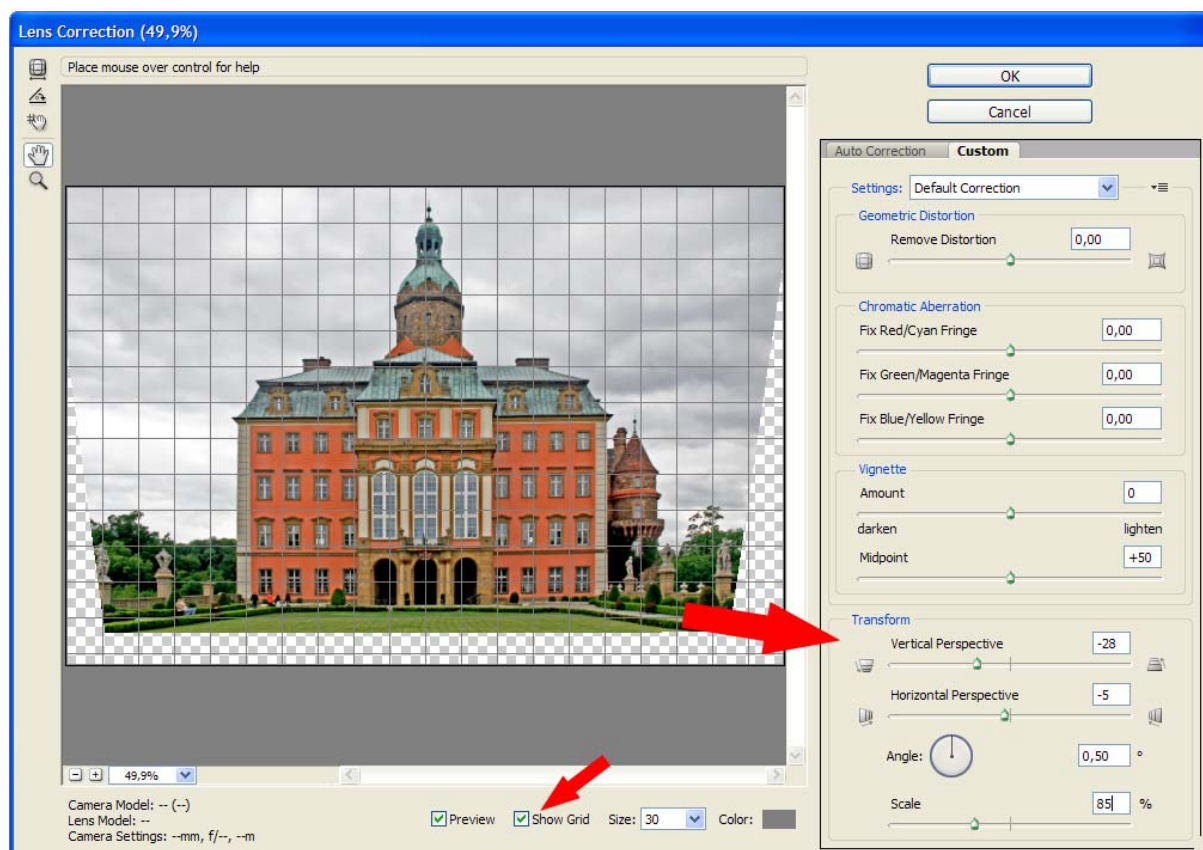 Lens Correction (49,9%)
Place mouse over control for help
OK
Cancel
Auto Correction Custom
Settings: Default Correction
Geometric Distortion
Remove Distortion 0,00
Chromatic Aberration
Fix Red/Cyan Fringe 0,00
Fix Green/Magenta Fringe 0,00
Fix Blue/Yellow Fringe 0,00
Vignette
Amount 0
darken lighten
Midpoint +50
Transform
Vertical Perspective -28
Horizontal Perspective -5
Angle: 0,50 °
Scale 85 %
49,9%
Camera Model: -- (--)
Lens Model: --
Camera Settings: --mm, f/--, --m
Preview Show Grid Size: 30 Color: